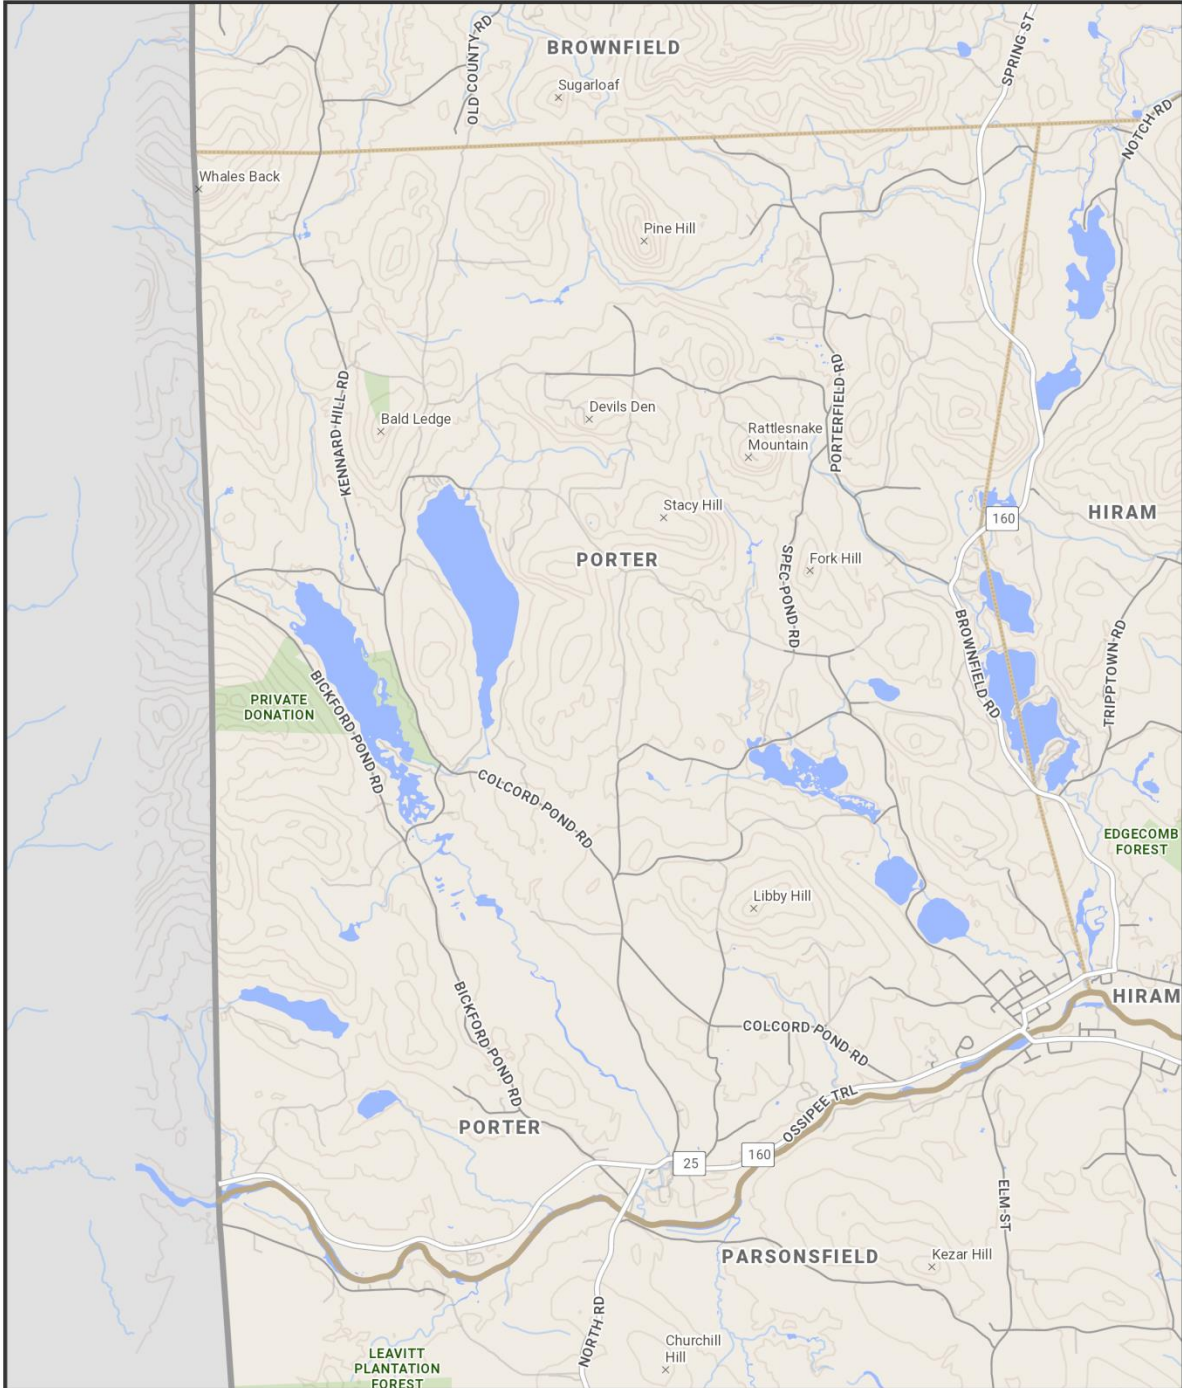 BROWNFIELD
OLD COUNTY RD
SPRING ST
Sugarloaf
NOTCH RD
Whales Back
Pine Hill
KENNARD HILL RD
PORTERFIELD RD
Devils Den
Bald Ledge
Rattlesnake
Mountain
Stacy Hill
160
HIRAM
PORTER
SPEC POND RD
Fork Hill
BROWNFIELD RD
TRIPPTOWN RD
PRIVATE
DONATION
BICKFORD POND RD
COLCORD POND RD
EDGECOMB
FOREST
Libby Hill
BICKFORD POND RD
HIRAM
COLCORD POND RD
OSSIPEE TRL
PORTER
25
160
ELM ST
PARSONSFIELD
Kezar Hill
NORTH RD
Churchill
Hill
LEAVITT
PLANTATION
FOREST